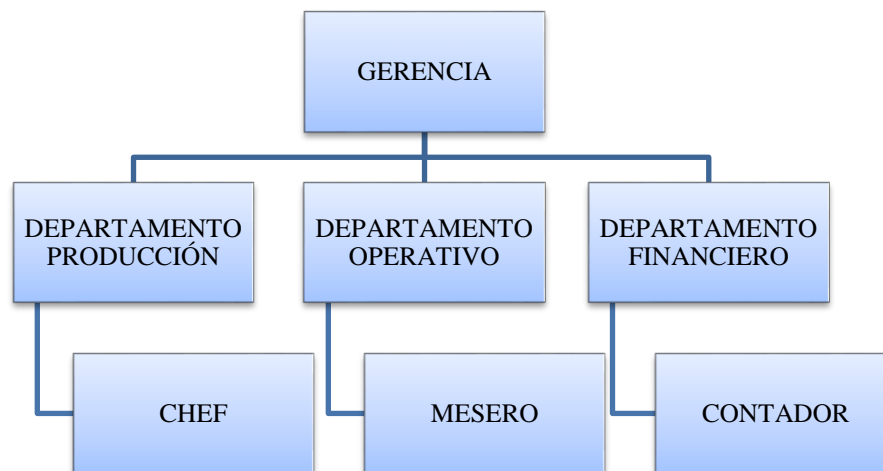 GERENCIA
DEPARTAMENTO
PRODUCCIÓN
DEPARTAMENTO
OPERATIVO
DEPARTAMENTO
FINANCIERO
CHEF
MESERO
CONTADOR